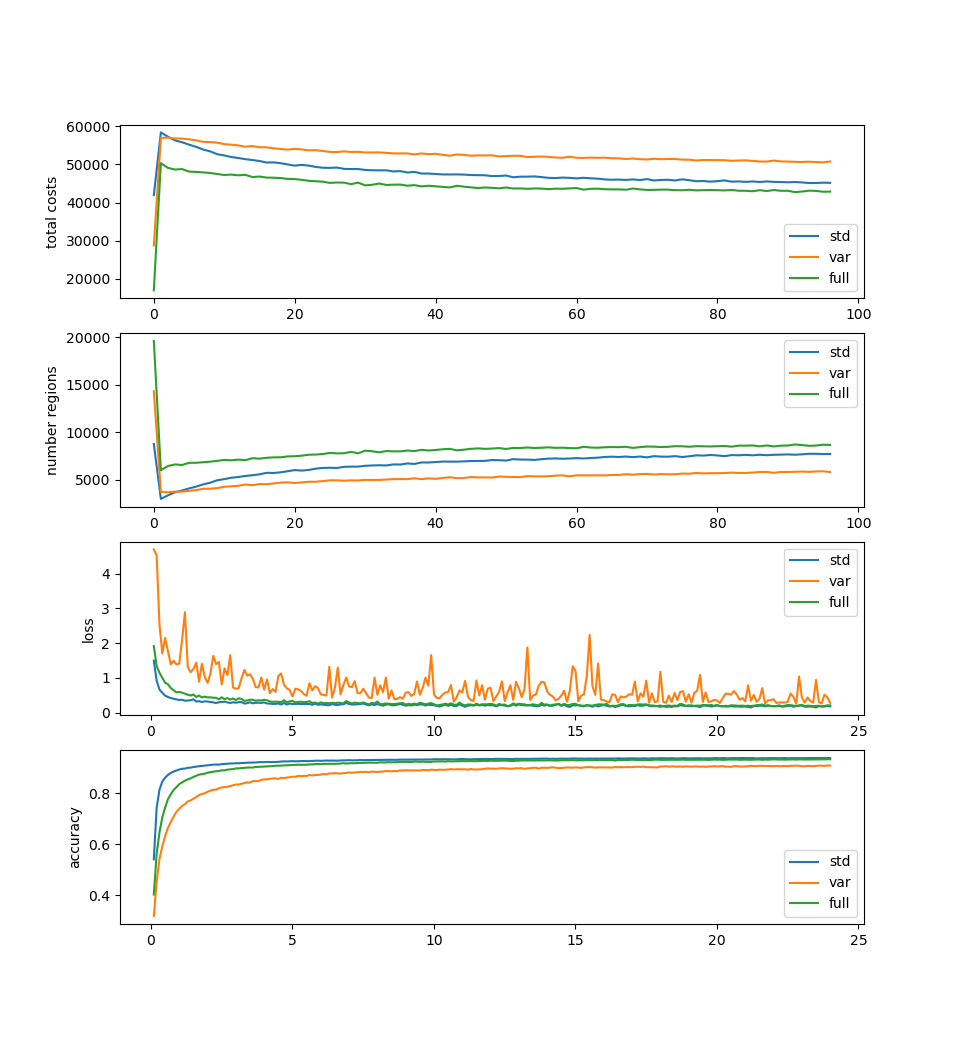 total costs
60000
50000
40000
30000
20000
std
var
full
0 20 40 60 80 100
number regions
20000
15000
10000
5000
std
var
full
0 20 40 60 80 100
loss
4
3
2
1
0
std
var
full
0 5 10 15 20 25
accuracy
0.8
0.6
0.4
std
var
full
0 5 10 15 20 25